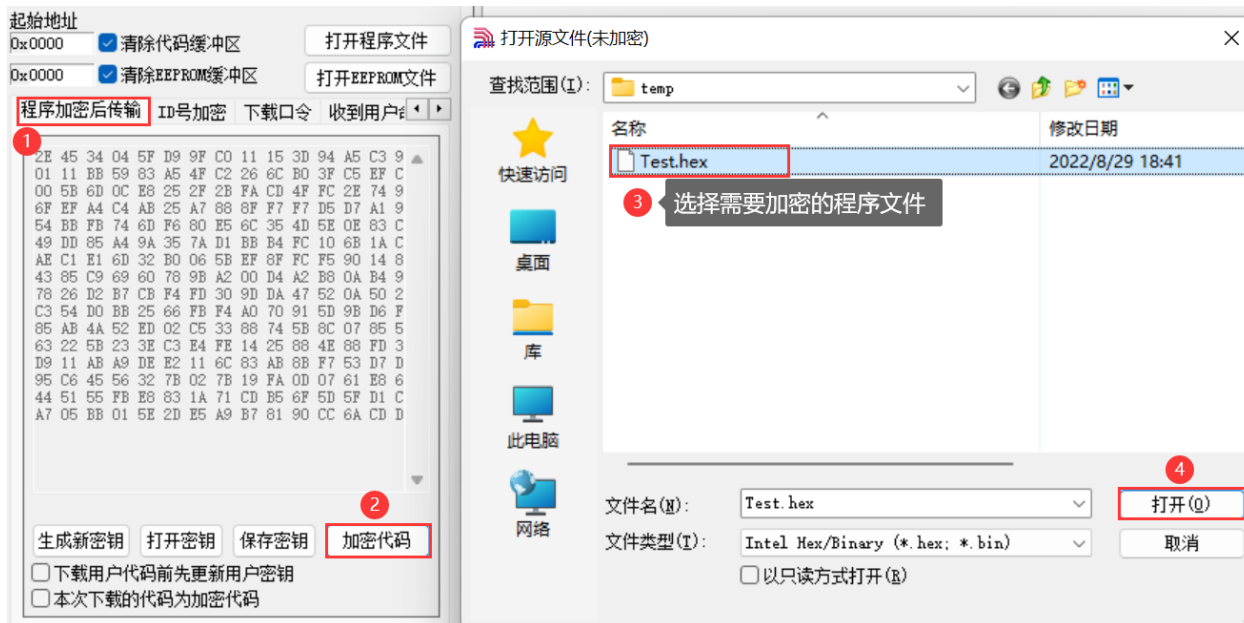 起始地址
0x0000 清除代码缓冲区 打开程序文件
0x0000 清除EEPROM缓冲区 打开EEPROM文件
程序加密后传输 ID号加密 下载口令 收到用户
1
2E 45 34 04 5F D9 9F C0 11 15 3D 94 A5 C3 9
01 11 BB 59 83 A5 4F C2 26 6C B0 3F C5 EF C
00 5B 6D 0C E8 25 2F 2B FA CD 4F FC 2E 74 9
6F EF A4 C4 AB 25 A7 88 8F F7 F7 D5 D7 A1 9
54 BB FB 74 6D F6 80 E5 6C 35 4D 5E 0E 83 C
49 DD 85 A4 9A 35 7A D1 BB B4 FC 10 6B 1A C
AE C1 E1 6D 32 B0 06 5B EF 8F FC F5 90 14 8
43 85 C9 69 60 78 9B A2 00 D4 A2 B8 0A B4 9
78 26 D2 B7 CB F4 FD 30 9D DA 47 52 0A 50 2
C3 54 D0 BB 25 66 FB F4 A0 70 91 5D 9B D6 F
85 AB 4A 52 ED 02 C5 33 88 74 5B 8C 07 85 5
63 22 5B 23 3E C3 E4 FE 14 25 88 4E 88 FD 3
D9 11 AB A9 DE E2 11 6C 83 AB 8B F7 53 D7 D
95 C6 45 56 32 7B 02 7B 19 FA 0D 07 61 E8 6
44 51 55 FB E8 83 1A 71 CD B5 6F 5D 5F D1 C
A7 05 BB 01 5E 2D E5 A9 B7 81 90 CC 6A CD D
2
生成新密钥 打开密钥 保存密钥 加密代码
下载用户代码前先更新用户密钥
本次下载的代码为加密代码
打开源文件(未加密)
查找范围(I): temp
名称 修改日期
Test.hex 2022/8/29 18:41
3 选择需要加密的程序文件
快速访问
桌面
库
此电脑
网络
4
文件名(N): Test.hex 打开(O)
文件类型(T): Intel Hex/Binary (*.hex; *.bin) 取消
以只读方式打开(R)